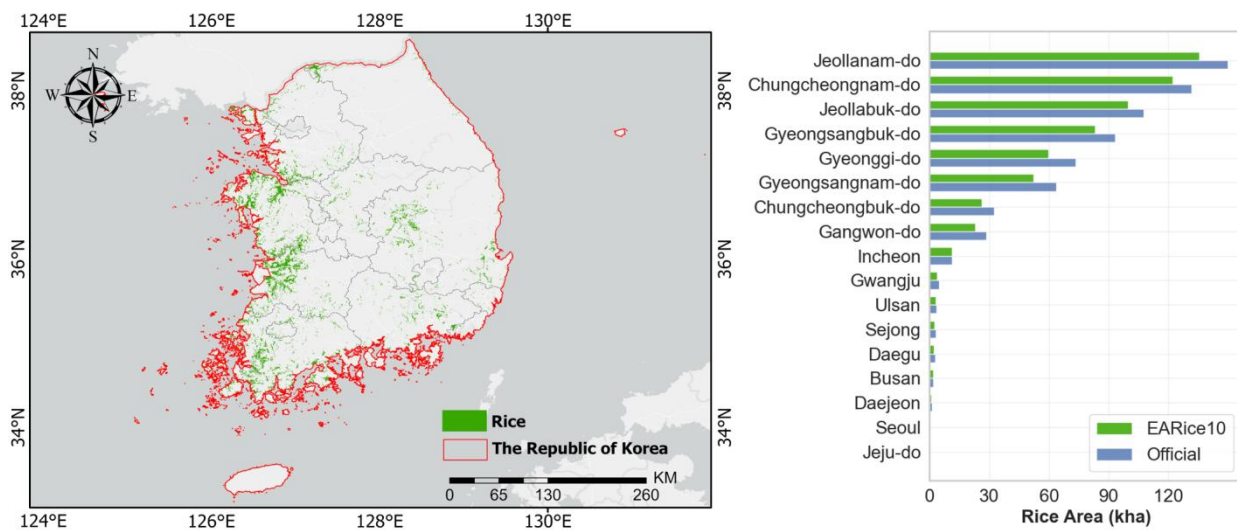 124°E 126°E 128°E 130°E
38°N
36°N
34°N
N
W E
S
38°N
36°N
34°N
Rice
The Republic of Korea
KM
0 65 130 260
124°E 126°E 128°E 130°E
Jeollanam-do
Chungcheongnam-do
Jeollabuk-do
Gyeongsangbuk-do
Gyeonggi-do
Gyeongsangnam-do
Chungcheongbuk-do
Gangwon-do
Incheon
Gwangju
Ulsan
Sejong
Daegu
Busan
Daejeon
Seoul
Jeju-do
EARice10
Official
0 30 60 90 120
Rice Area (kha)